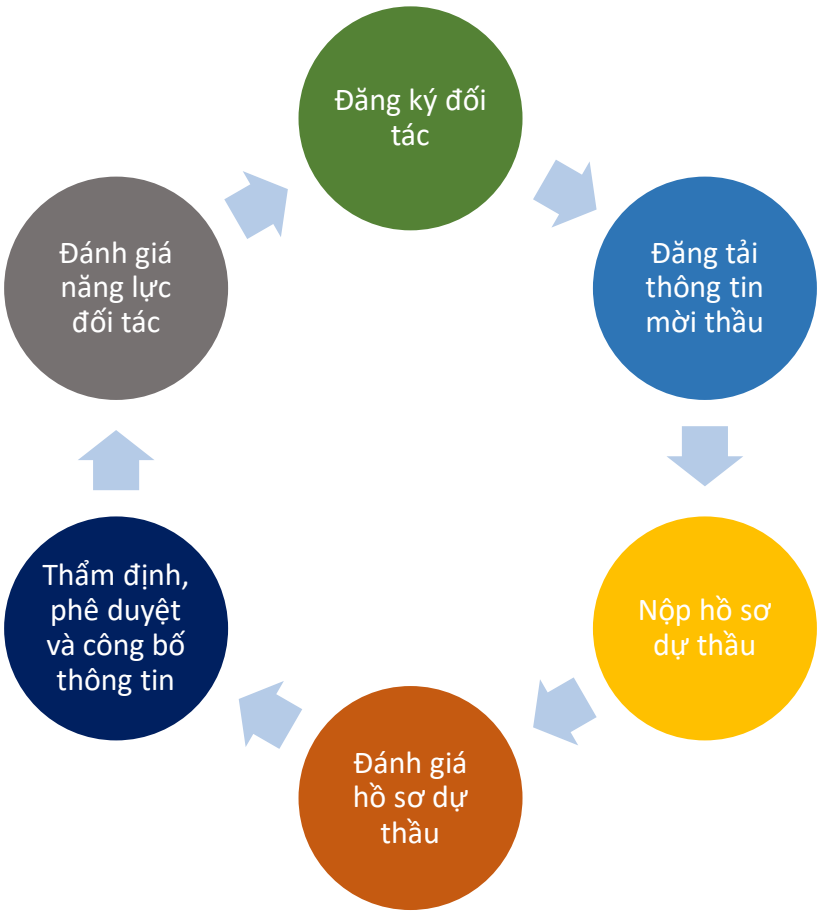 Đăng ký đối
tác
Đăng tải
thông tin
mời thầu
Nộp hồ sơ
dự thầu
Đánh giá
hồ sơ dự
thầu
Thẩm định,
phê duyệt
và công bố
thông tin
Đánh giá
năng lực
đối tác